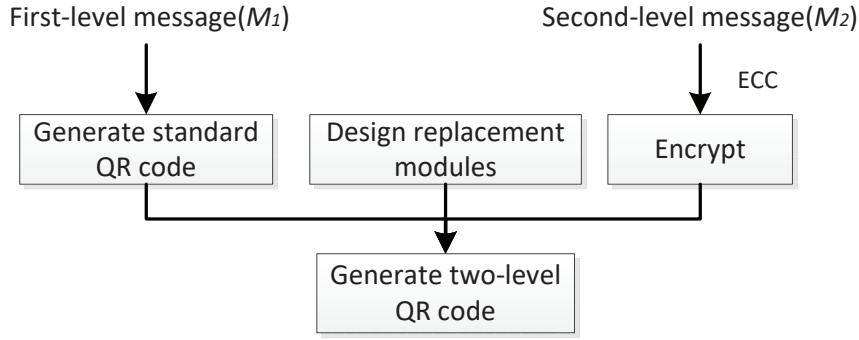 First-level message(M1)
Second-level message(M2)
ECC
Generate standard
QR code
Design replacement
modules
Encrypt
Generate two-level
QR code